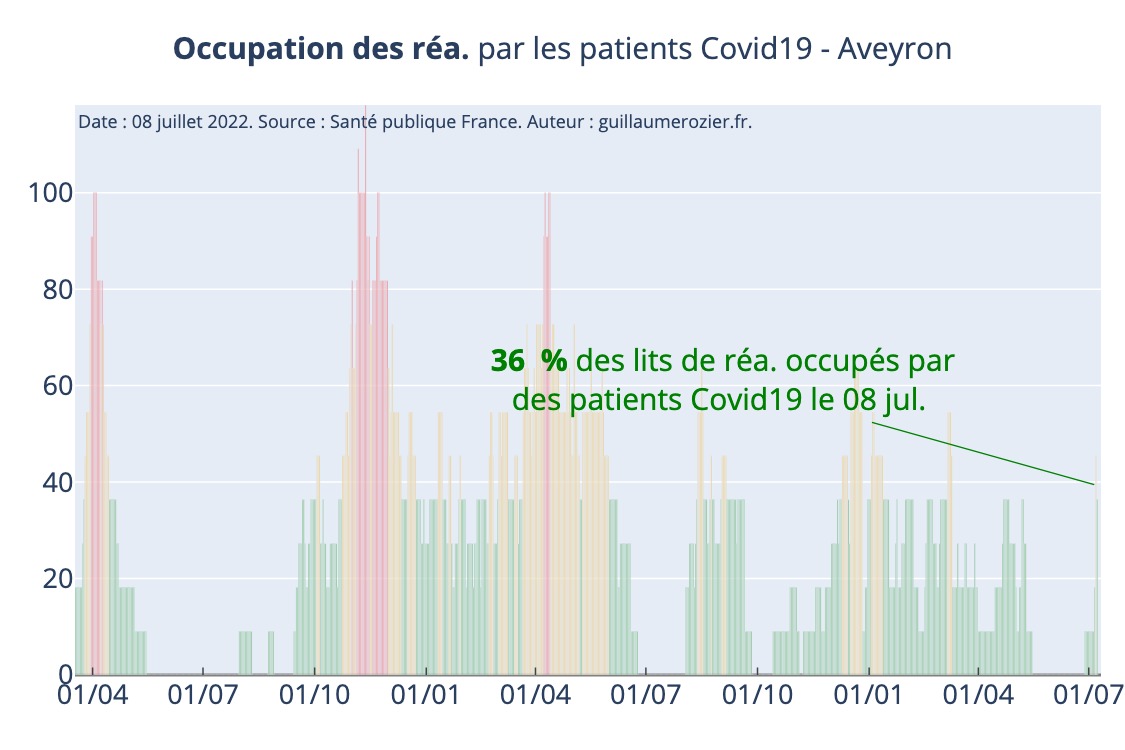 Occupation des réa. par les patients Covid19 - Aveyron
Date : 08 juillet 2022. Source : Santé publique France. Auteur : guillaumerozier.fr.
100
80
60
40
20
0
36  % des lits de réa. occupés par
des patients Covid19 le 08 jul.
01/04 01/07 01/10 01/01 01/04 01/07 01/10 01/01 01/04 01/07